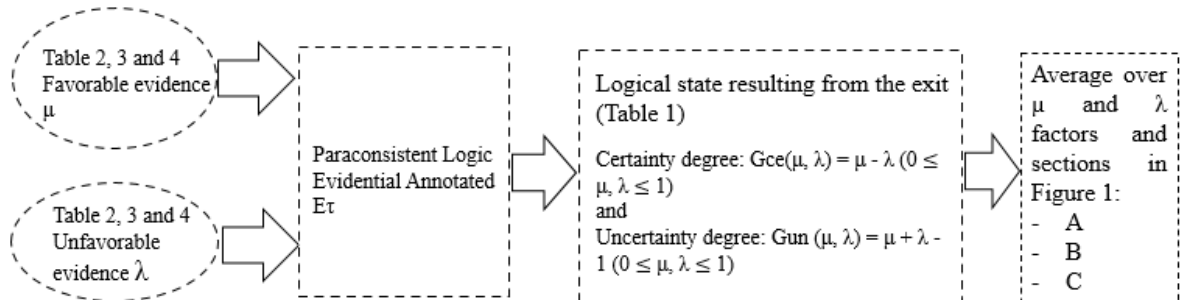 Table 2, 3 and 4
Favorable evidence
μ
Table 2, 3 and 4
Unfavorable
evidence λ
Paraconsistent Logic
Evidential Annotated
Eτ
Logical state resulting from the exit
(Table 1)
Certainty degree: Gce(μ, λ) = μ - λ (0 ≤
μ, λ ≤ 1)
and
Uncertainty degree: Gun (μ, λ) = μ + λ -
1 (0 ≤ μ, λ ≤ 1)
Average over
μ and λ
factors and
sections in
Figure 1:
- A
- B
- C